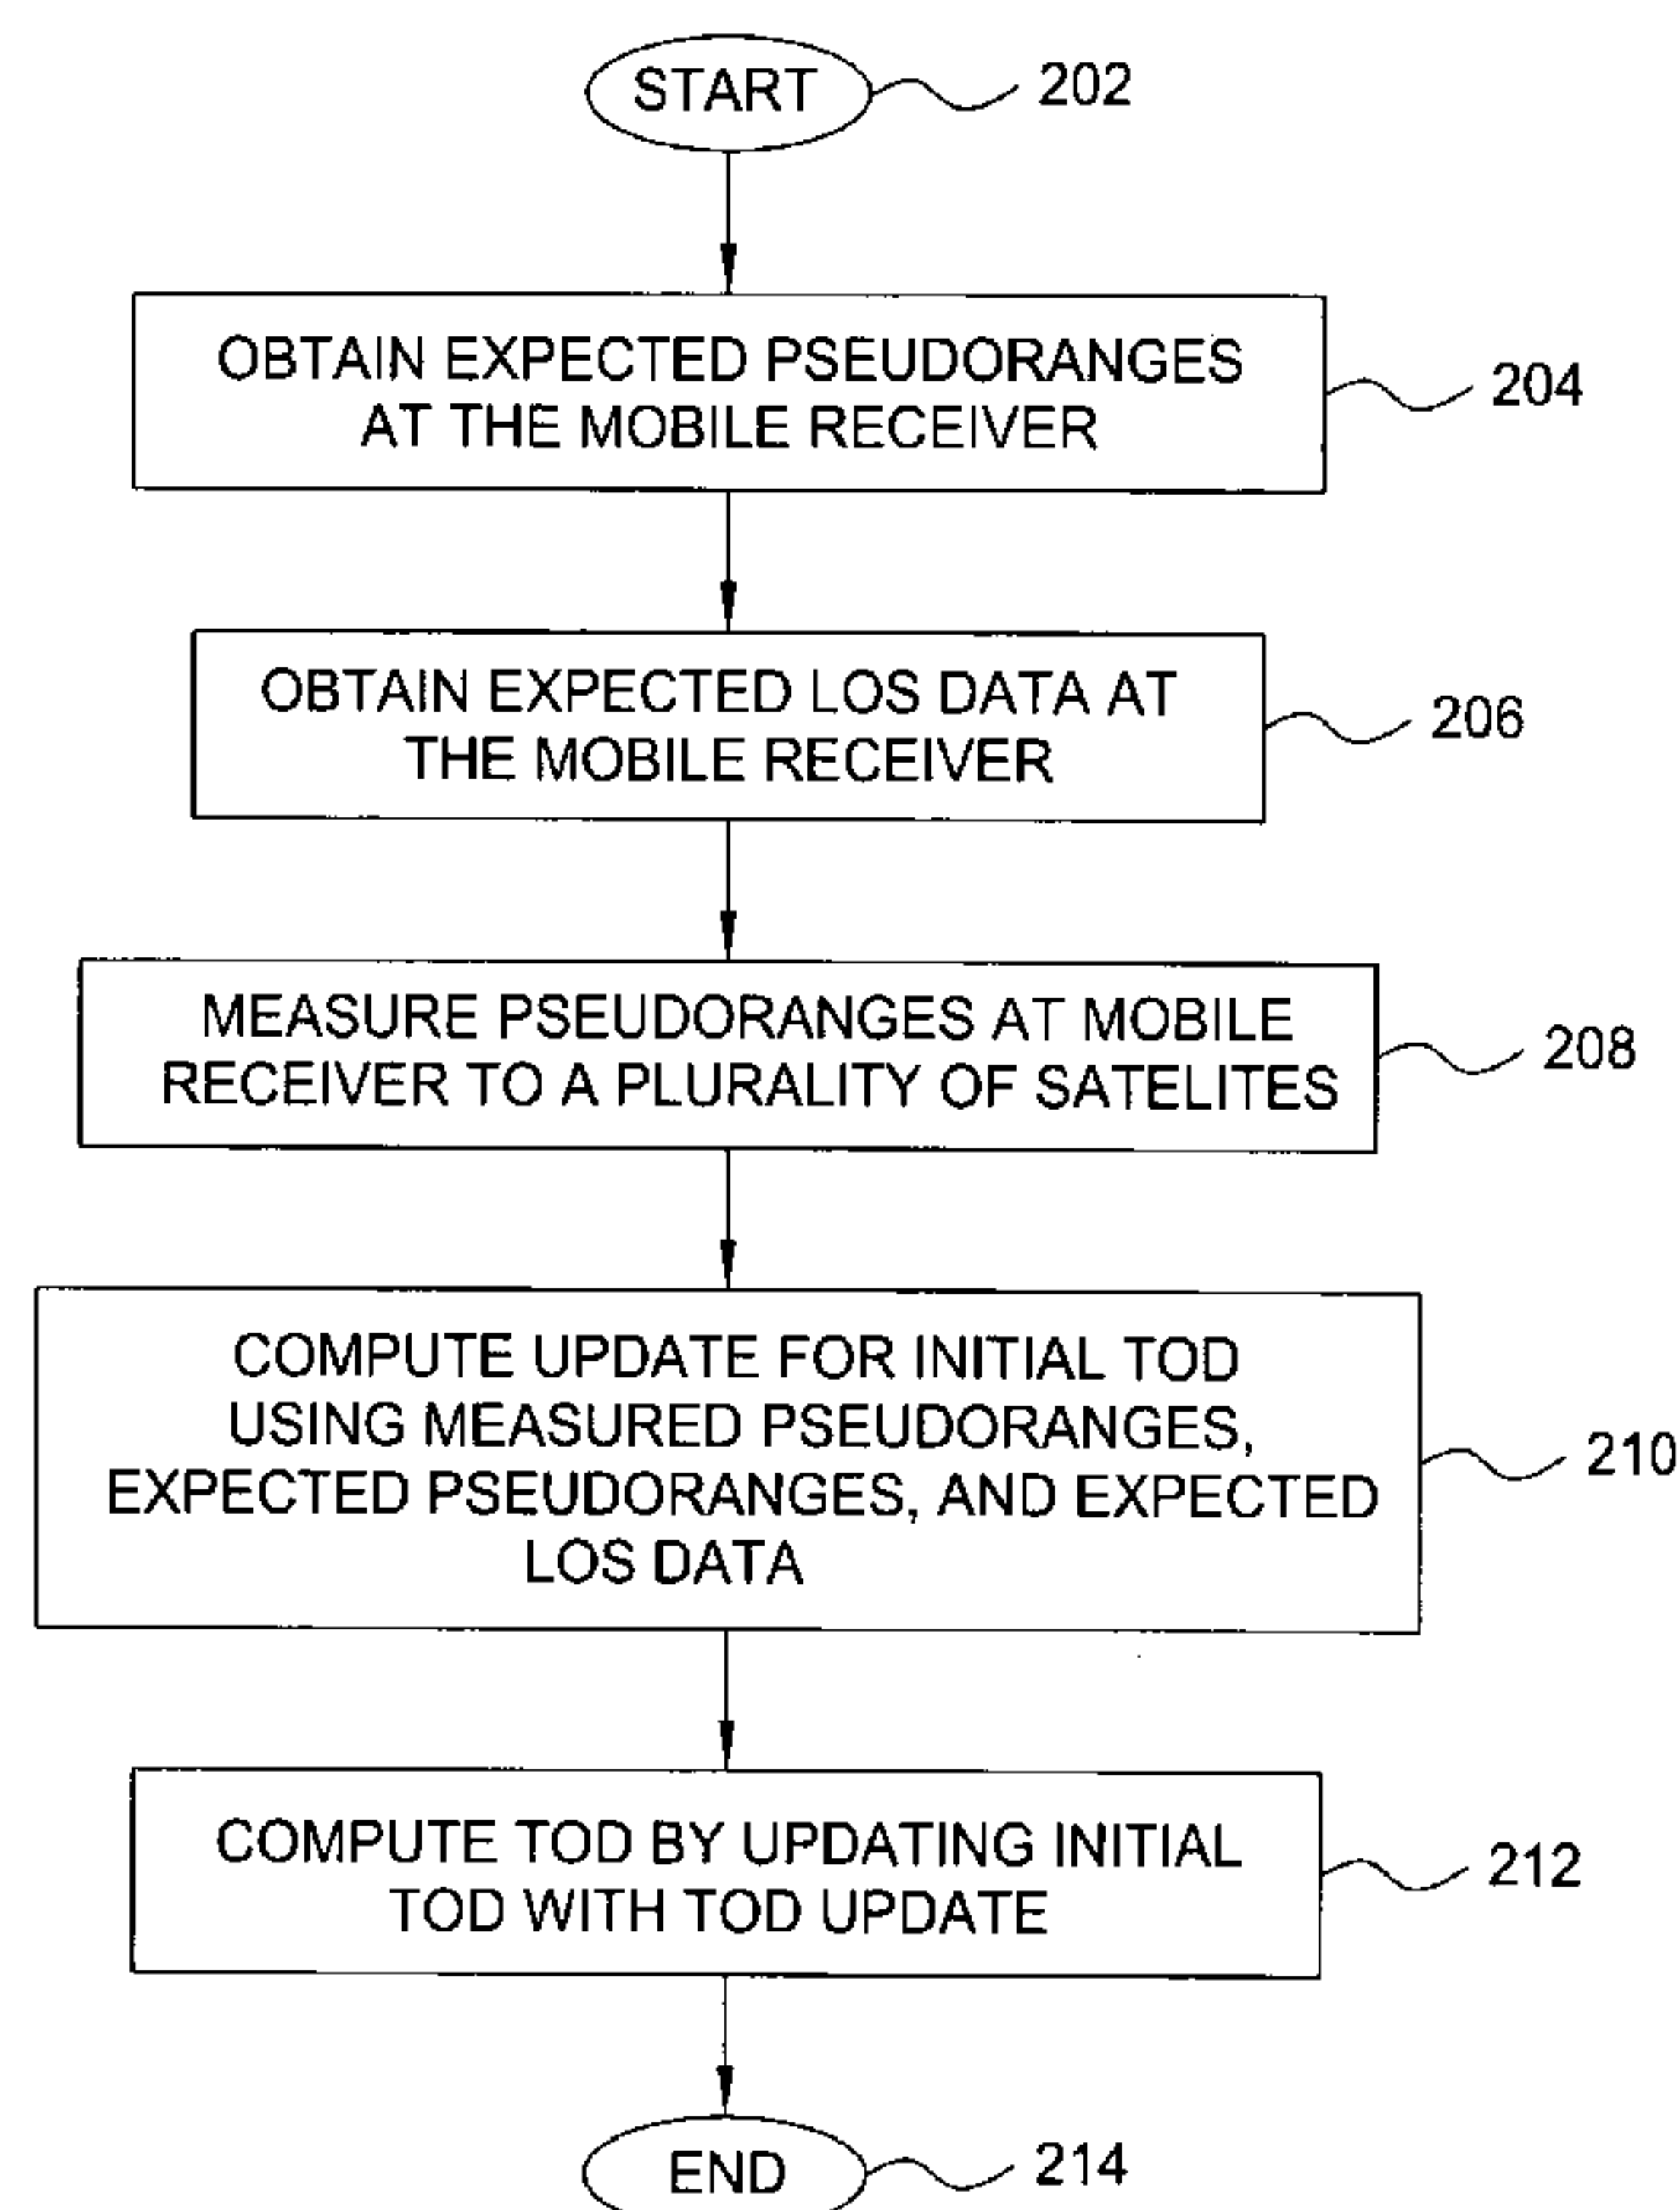 START
202
OBTAIN EXPECTED PSEUDORANGES
AT THE MOBILE RECEIVER
204
OBTAIN EXPECTED LOS DATA AT
THE MOBILE RECEIVER
206
MEASURE PSEUDORANGES AT MOBILE
RECEIVER TO A PLURALITY OF SATELITES
208
COMPUTE UPDATE FOR INITIAL TOD
USING MEASURED PSEUDORANGES,
EXPECTED PSEUDORANGES, AND EXPECTED
LOS DATA
210
COMPUTE TOD BY UPDATING INITIAL
TOD WITH TOD UPDATE
212
END
214